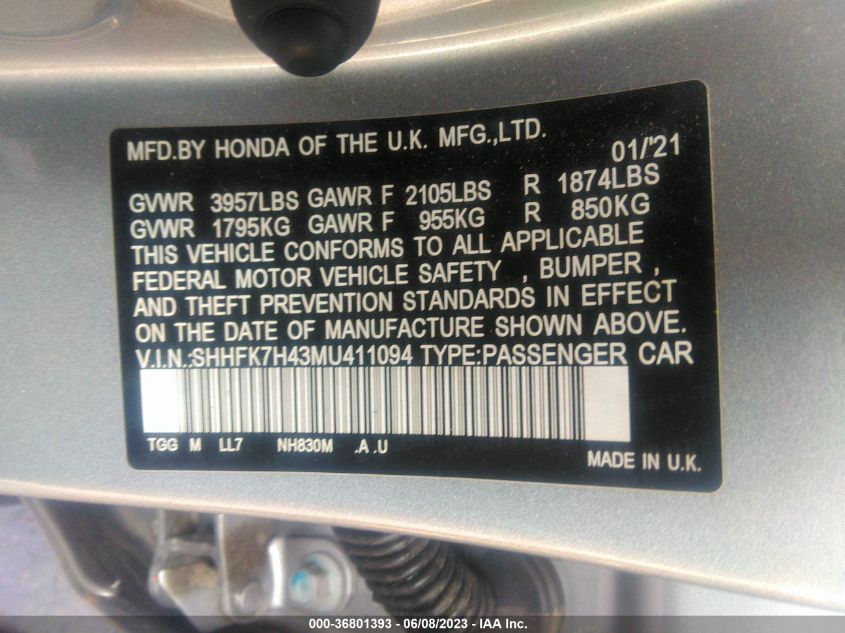 MFD.BY HONDA OF THE U.K. MFG.,LTD. 01/'21
GVWR 3957LBS GAWR F 2105LBS R 1874LBS
GVWR 1795KG GAWR F 955KG R 850KG
THIS VEHICLE CONFORMS TO ALL APPLICABLE
FEDERAL MOTOR VEHICLE SAFETY , BUMPER ,
AND THEFT PREVENTION STANDARDS IN EFFECT
ON THE DATE OF MANUFACTURE SHOWN ABOVE.
V.I.N.:SHHFK7H43MU411094 TYPE:PASSENGER CAR
TGG M LL7 NH830M .A .U
MADE IN U.K.
000-36801393 - 06/08/2023 - IAA Inc.